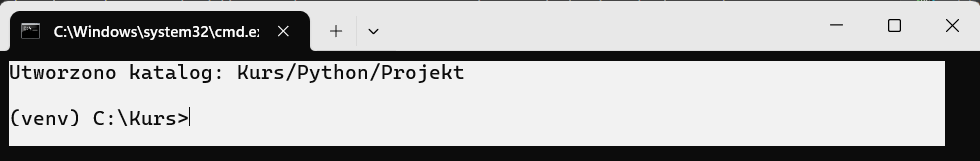 C:\Windows\system32\cmd.e
Utworzono katalog: Kurs/Python/Projekt
(venv) C:\Kurs>